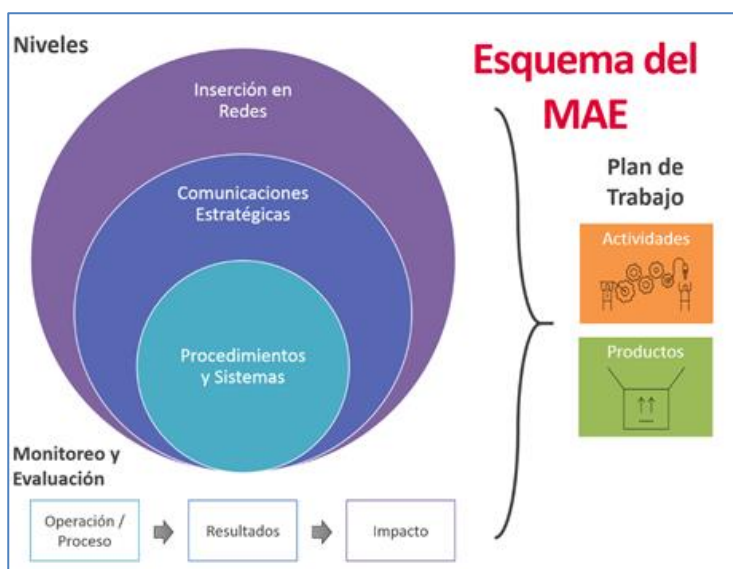 Niveles
Esquema del
MAE
Inserción en
Redes
Comunicaciones
Estratégicas
Procedimientos
y Sistemas
Plan de
Trabajo
Actividades
Productos
Monitoreo y
Evaluación
Operación /
Proceso
Resultados
Impacto